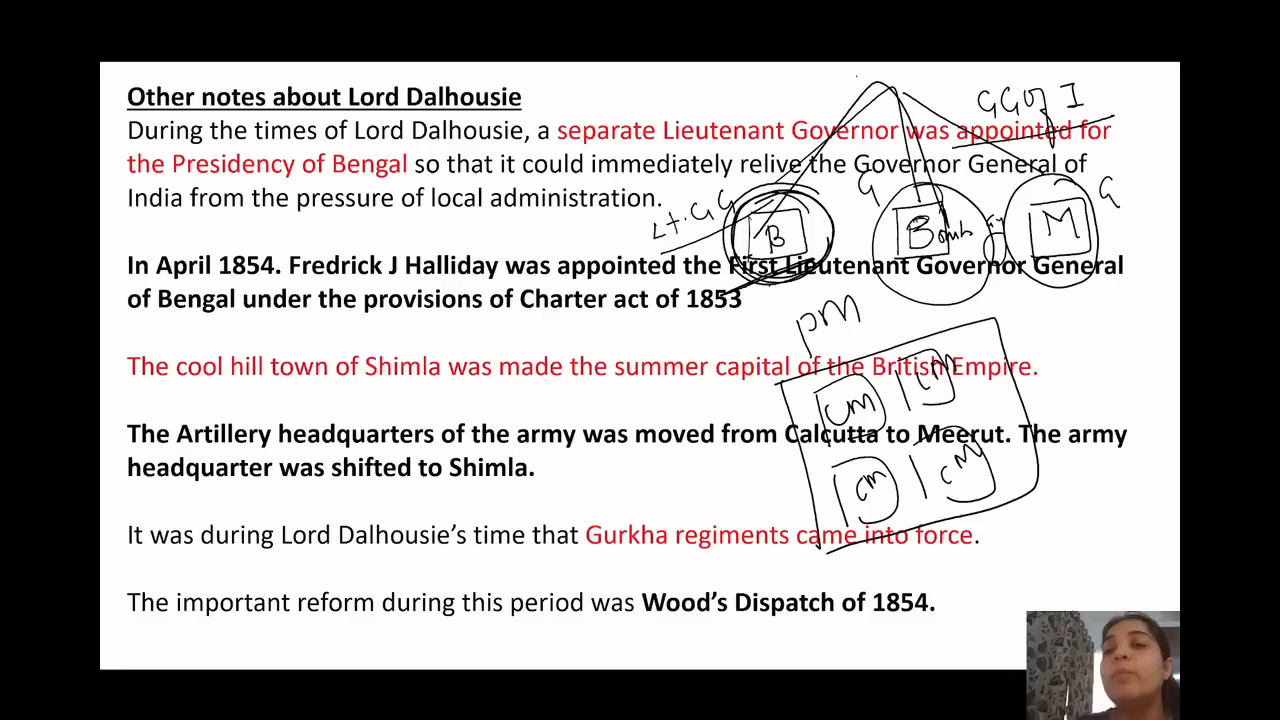 Other notes about Lord Dalhousie
During the times of Lord Dalhousie, a separate Lieutenant Governor was appointed for
the Presidency of Bengal so that it could immediately relive the Governor General of
India from the pressure of local administration.
GG of I
G
G
Lt. GG
B
Bomb
M
In April 1854. Fredrick J Halliday was appointed the First Lieutenant Governor General
of Bengal under the provisions of Charter act of 1853
PM
The cool hill town of Shimla was made the summer capital of the British Empire.
CM
CM
The Artillery headquarters of the army was moved from Calcutta to Meerut. The army
headquarter was shifted to Shimla.
CM
CM
It was during Lord Dalhousie’s time that Gurkha regiments came into force.
The important reform during this period was Wood’s Dispatch of 1854.